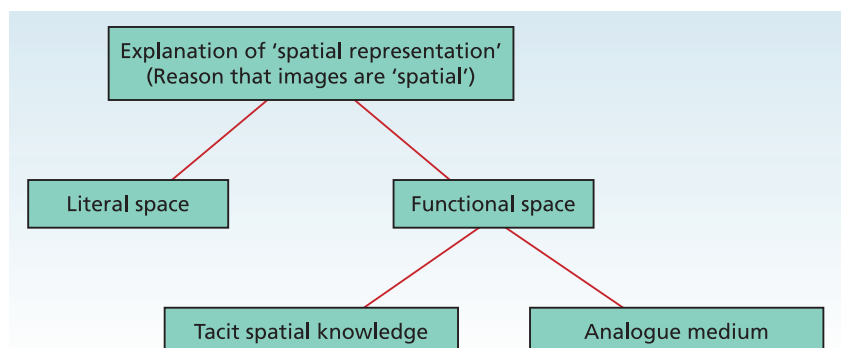 Explanation of ‘spatial representation’
(Reason that images are ‘spatial’)
Literal space
Functional space
Tacit spatial knowledge
Analogue medium